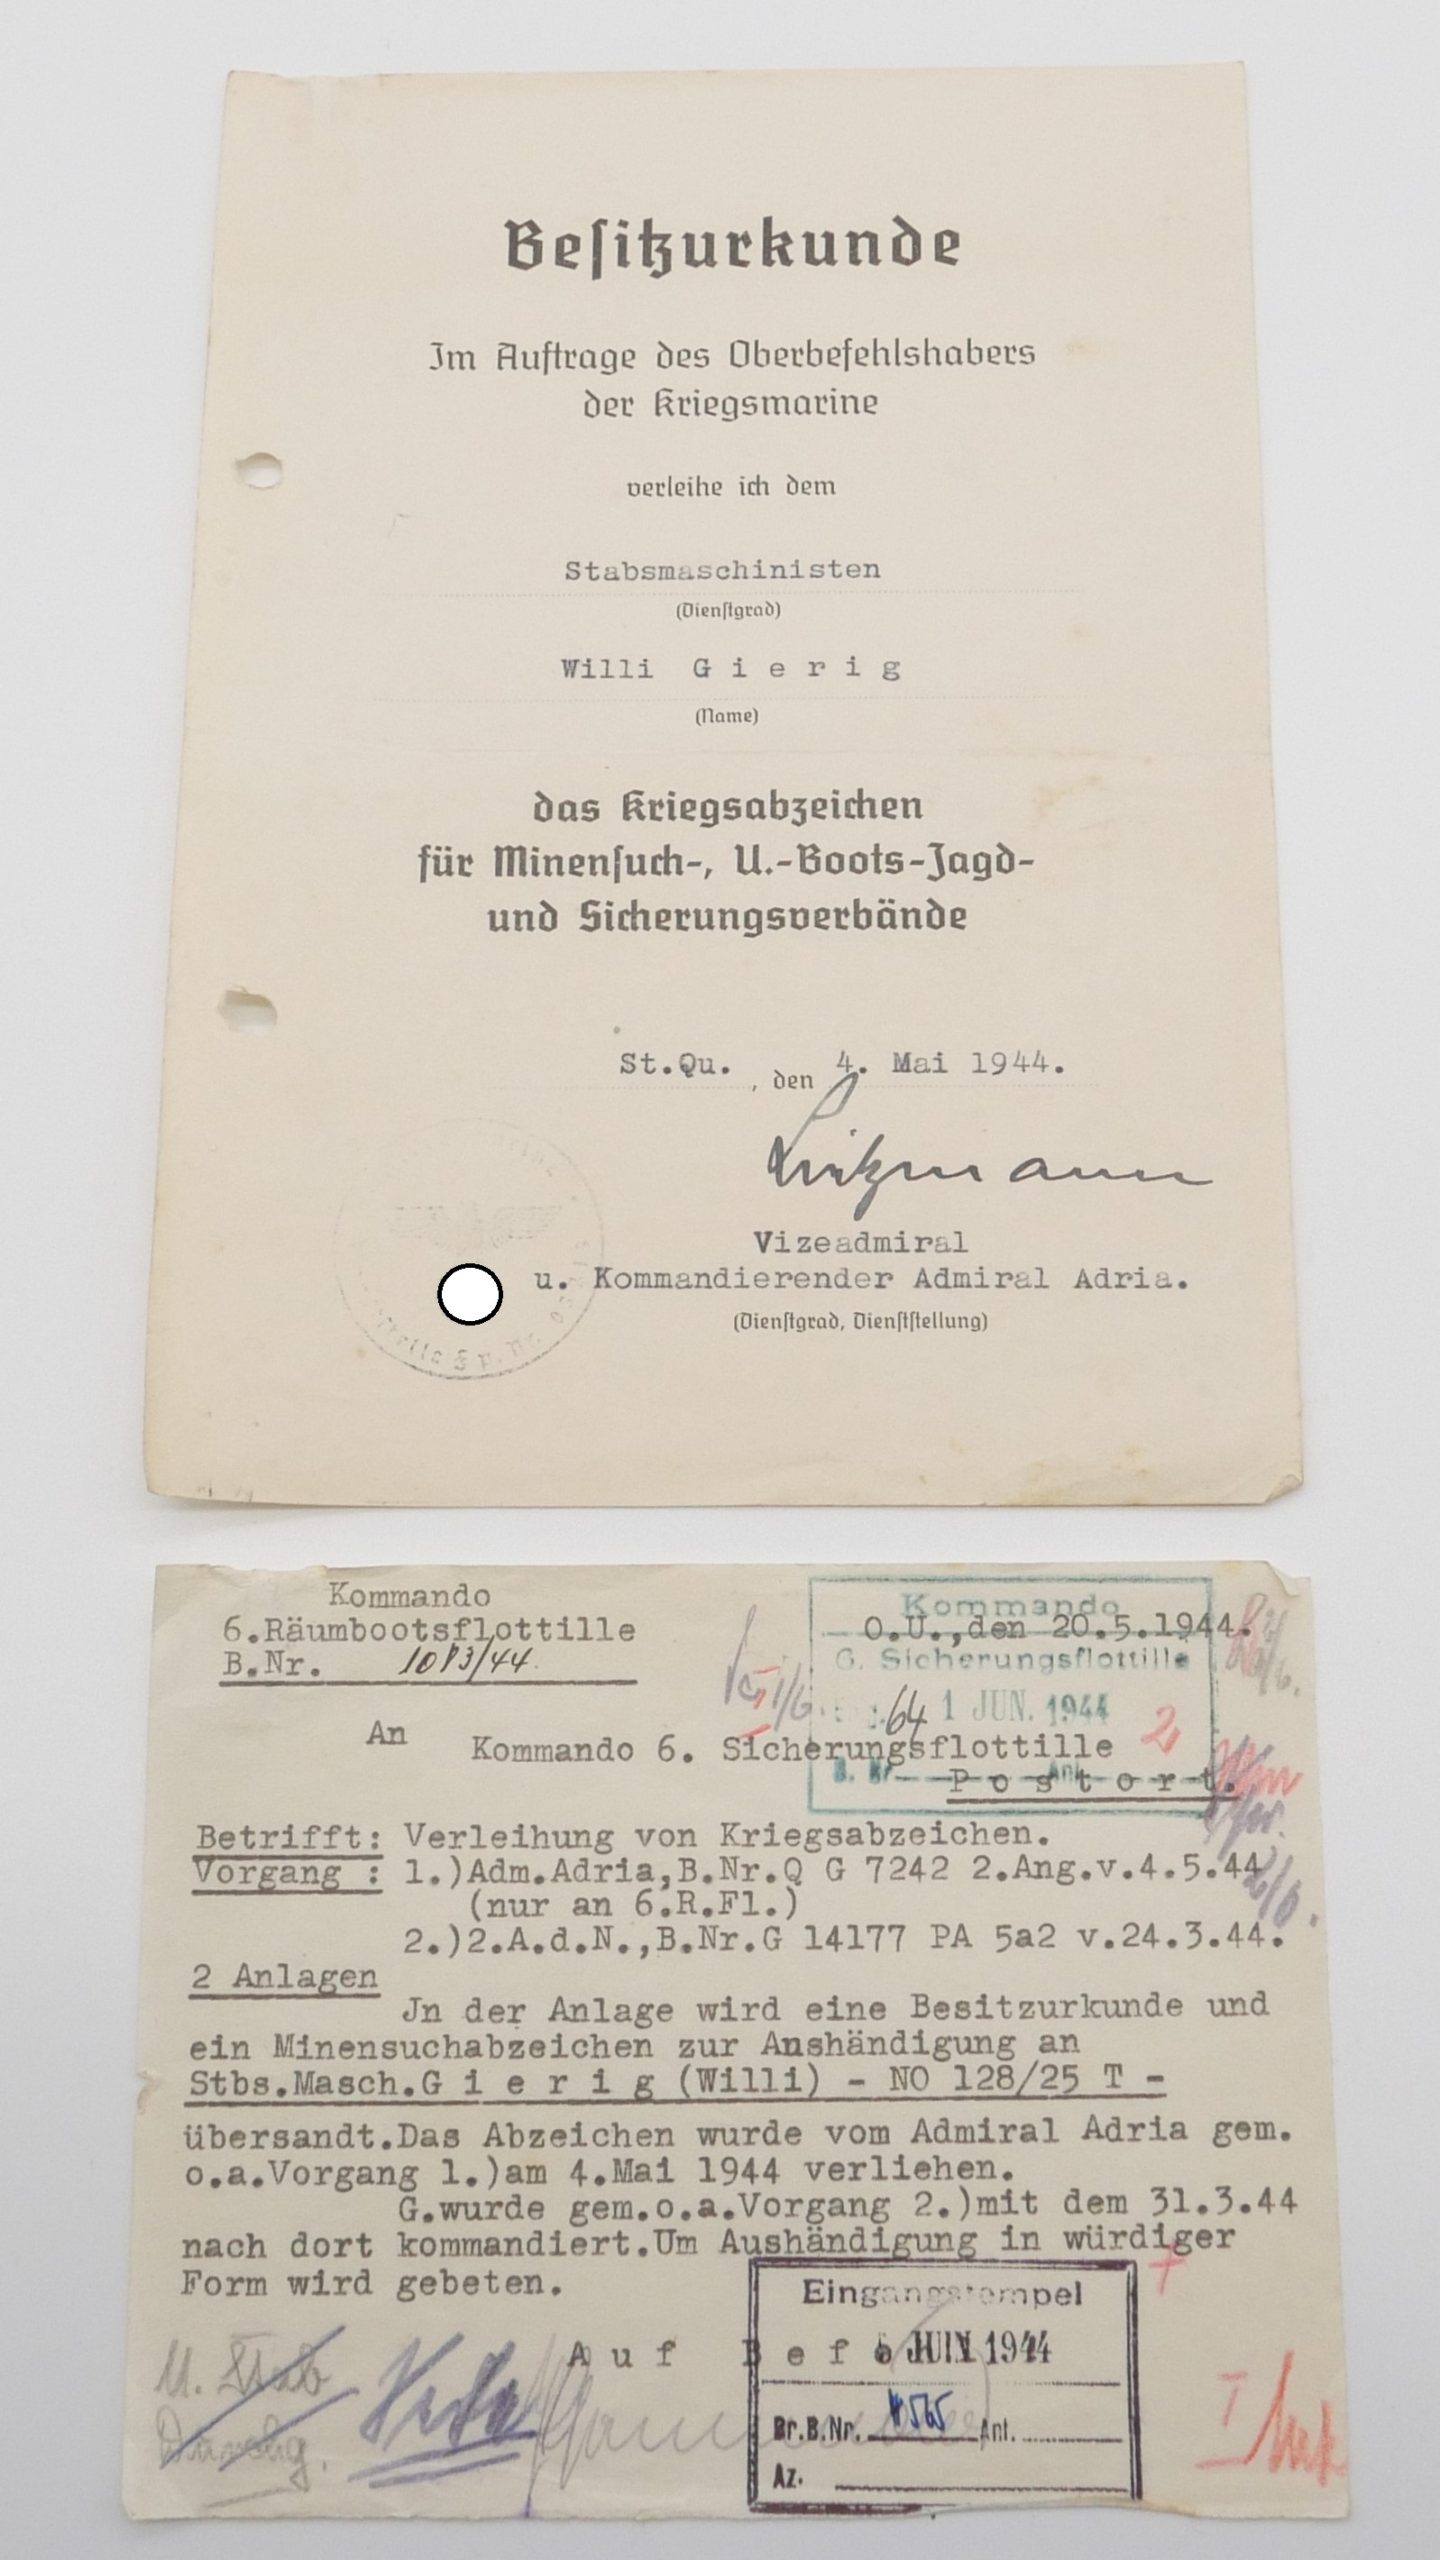 Besitzurkunde
Im Auftrage des Oberbefehlshabers
der Kriegsmarine
verleihe ich dem
Stabsmaschinisten
(Dienstgrad)
Willi G i e r i g
(Name)
das Kriegsabzeichen
für Minensuch-, U.-Boots-Jagd-
und Sicherungsverbände
St.Qu. , den 4. Mai 1944.
Vizeadmiral
u. Kommandierender Admiral Adria.
(Dienstgrad, Dienststellung)
Kommando
6.Räumbootsflottille
B.Nr. 1083/44
Kommando
O.U.,den 20.5.1944.
6. Sicherungsflottille
64 1 JUN. 1944
2
An Kommando 6. Sicherungsflottille
P o s t o r t.
Betrifft: Verleihung von Kriegsabzeichen.
Vorgang : 1.)Adm.Adria,B.Nr.Q G 7242 2.Ang.v.4.5.44
(nur an 6.R.Fl.)
2.)2.A.d.N.,B.Nr.G 14177 PA 5a2 v.24.3.44.
2 Anlagen
Jn der Anlage wird eine Besitzurkunde und
ein Minensuchabzeichen zur Aushändigung an
Stbs.Masch.G i e r i g (Willi) - NO 128/25 T -
übersandt.Das Abzeichen wurde vom Admiral Adria gem.
o.a.Vorgang 1.)am 4.Mai 1944 verliehen.
G.wurde gem.o.a.Vorgang 2.)mit dem 31.3.44
nach dort kommandiert.Um Aushändigung in würdiger
Form wird gebeten.
A u f B e f
Eingangstempel
JUN 1944
Br.B.Nr. 4565 Anl.
Az.